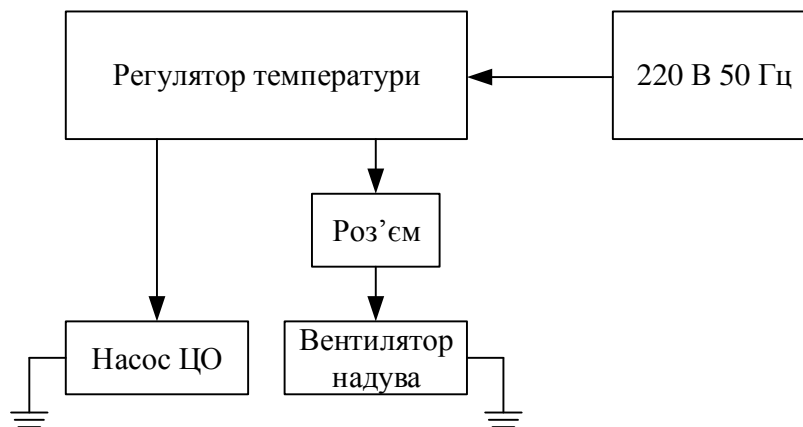 Регулятор температури
220 В 50 Гц
Роз’єм
Насос ЦО
Вентилятор
надува